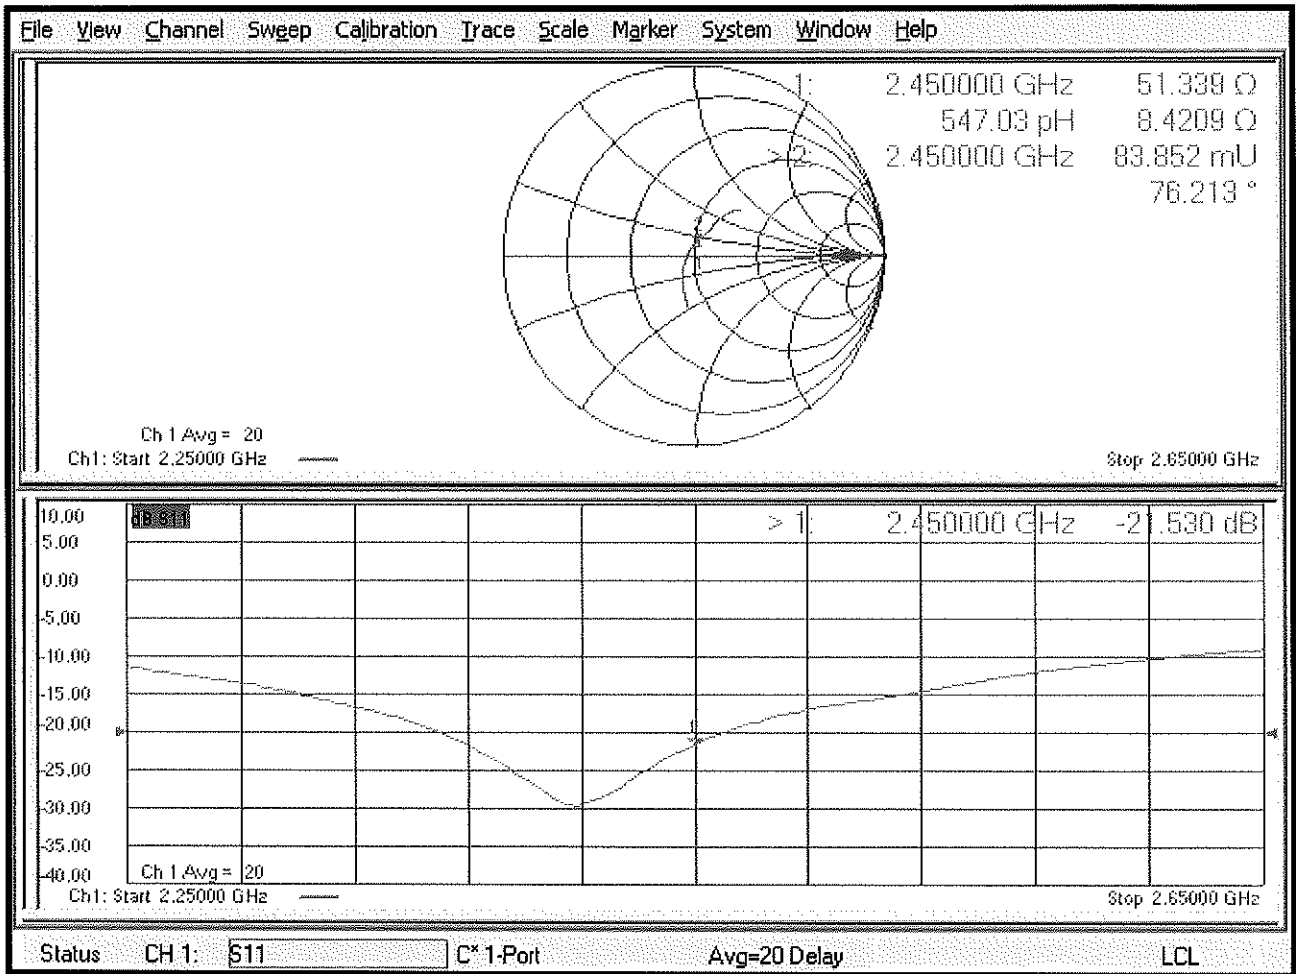 File View Channel Sweep Calibration Trace Scale Marker System Window Help
1: 2.450000 GHz 51.339 Ω
547.03 pH 8.4209 Ω
> 2: 2.450000 GHz 83.852 mU
76.213 °
Ch 1 Avg = 20
Ch1: Start 2.25000 GHz Stop 2.65000 GHz
10.00 dB S11 > 1: 2.450000 GHz -21.530 dB
5.00
0.00
-5.00
-10.00
-15.00
-20.00
1
-25.00
-30.00
-35.00
-40.00 Ch 1 Avg = 20
Ch1: Start 2.25000 GHz Stop 2.65000 GHz
Status CH 1: S11 C* 1-Port Avg=20 Delay LCL